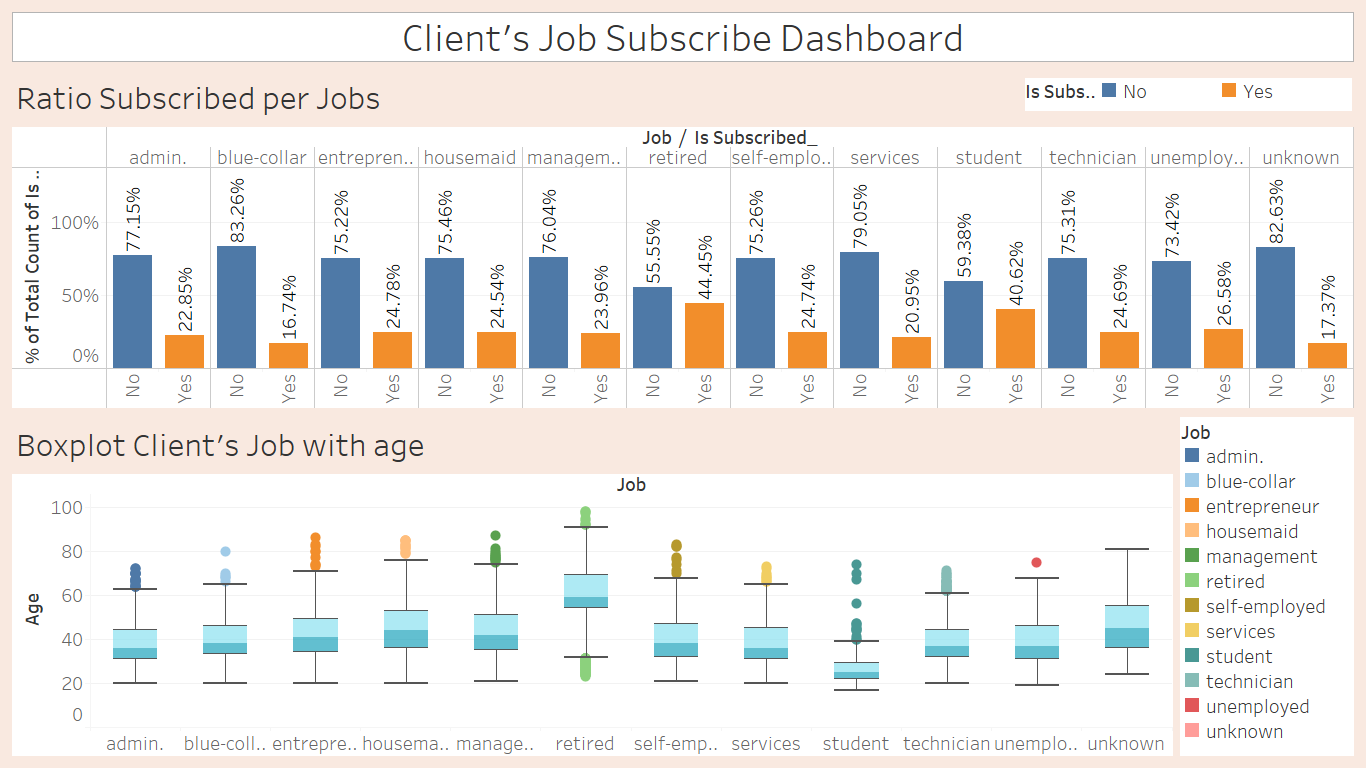 Client's Job Subscribe Dashboard
Ratio Subscribed per Jobs
Is Subs.. No Yes
Job / Is Subscribed_
admin. blue-collar entrepren.. housemaid managem.. retired self-emplo.. services student technician unemploy.. unknown
% of Total Count of Is ..
100%
50%
0%
77.15% 22.85% 83.26% 16.74% 75.22% 24.78% 75.46% 24.54% 76.04% 23.96% 55.55% 44.45% 75.26% 24.74% 79.05% 20.95% 59.38% 40.62% 75.31% 24.69% 73.42% 26.58% 82.63% 17.37%
No Yes No Yes No Yes No Yes No Yes No Yes No Yes No Yes No Yes No Yes No Yes No Yes
Boxplot Client's Job with age
Job
Age
100
80
60
40
20
0
admin. blue-coll.. entrepre.. housema.. manage.. retired self-emp.. services student technician unemplo.. unknown
Job
admin.
blue-collar
entrepreneur
housemaid
management
retired
self-employed
services
student
technician
unemployed
unknown